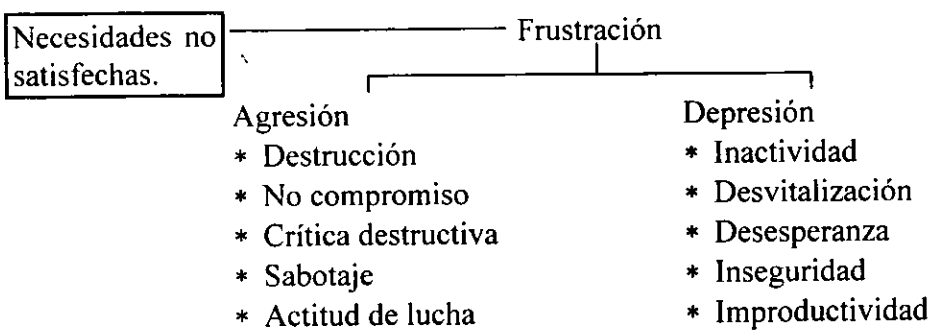 Necesidades no
satisfechas.
Frustración
Agresión
* Destrucción
* No compromiso
* Crítica destructiva
* Sabotaje
* Actitud de lucha
Depresión
* Inactividad
* Desvitalización
* Desesperanza
* Inseguridad
* Improductividad